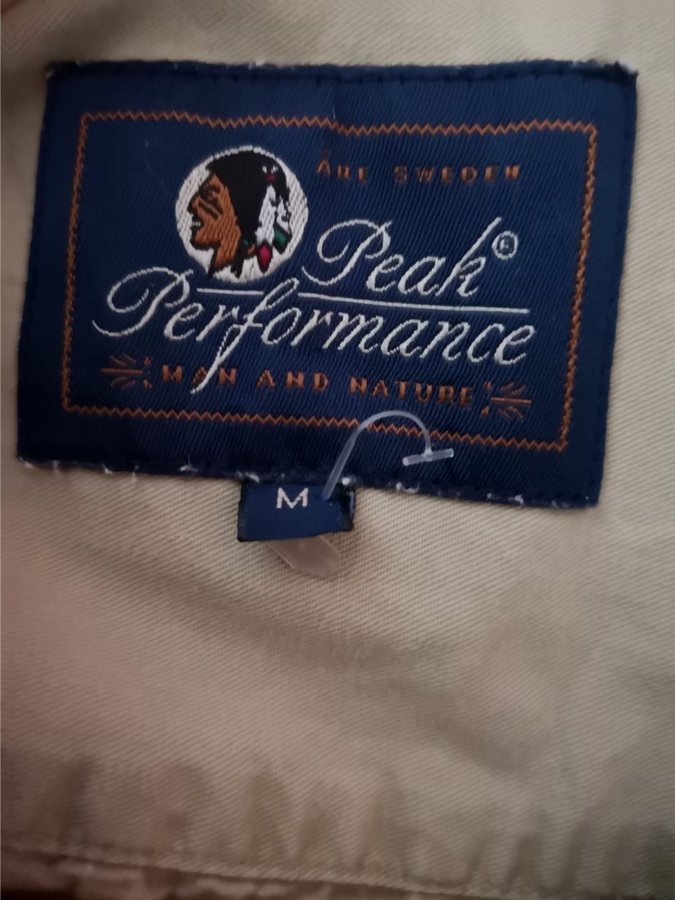 ÅRE SWEDEN
Peak®
Performance
MAN AND NATURE
M